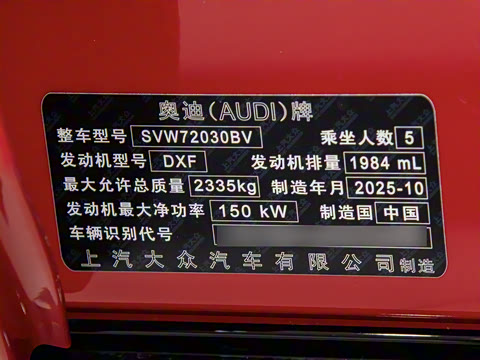 奥迪(AUDI)牌
整车型号 SVW72030BV 乘坐人数 5
发动机型号 DXF 发动机排量 1984 mL
最大允许总质量 2335kg 制造年月 2025-10
发动机最大净功率 150 kW 制造国 中国
车辆识别代号
上汽大众汽车有限公司制造